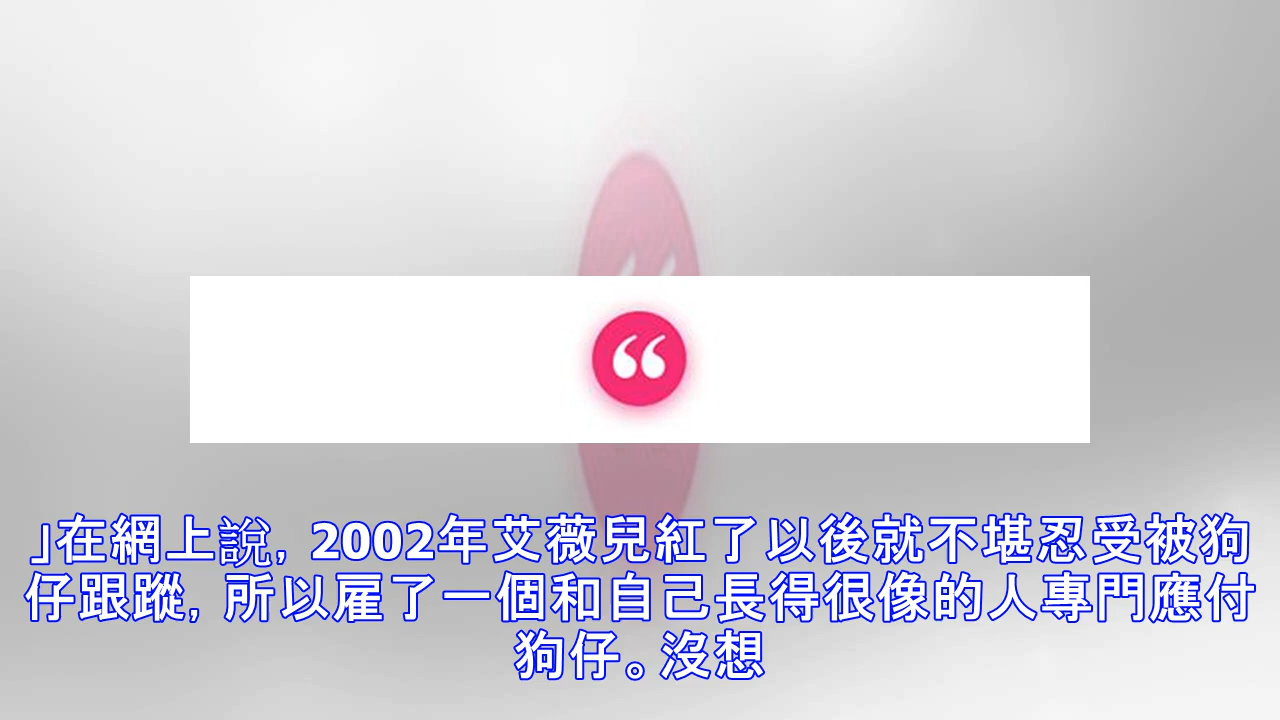 」在網上說, 2002年艾薇兒紅了以後就不堪忍受被狗
仔跟蹤, 所以雇了一個和自己長得很像的人專門應付
狗仔。沒想